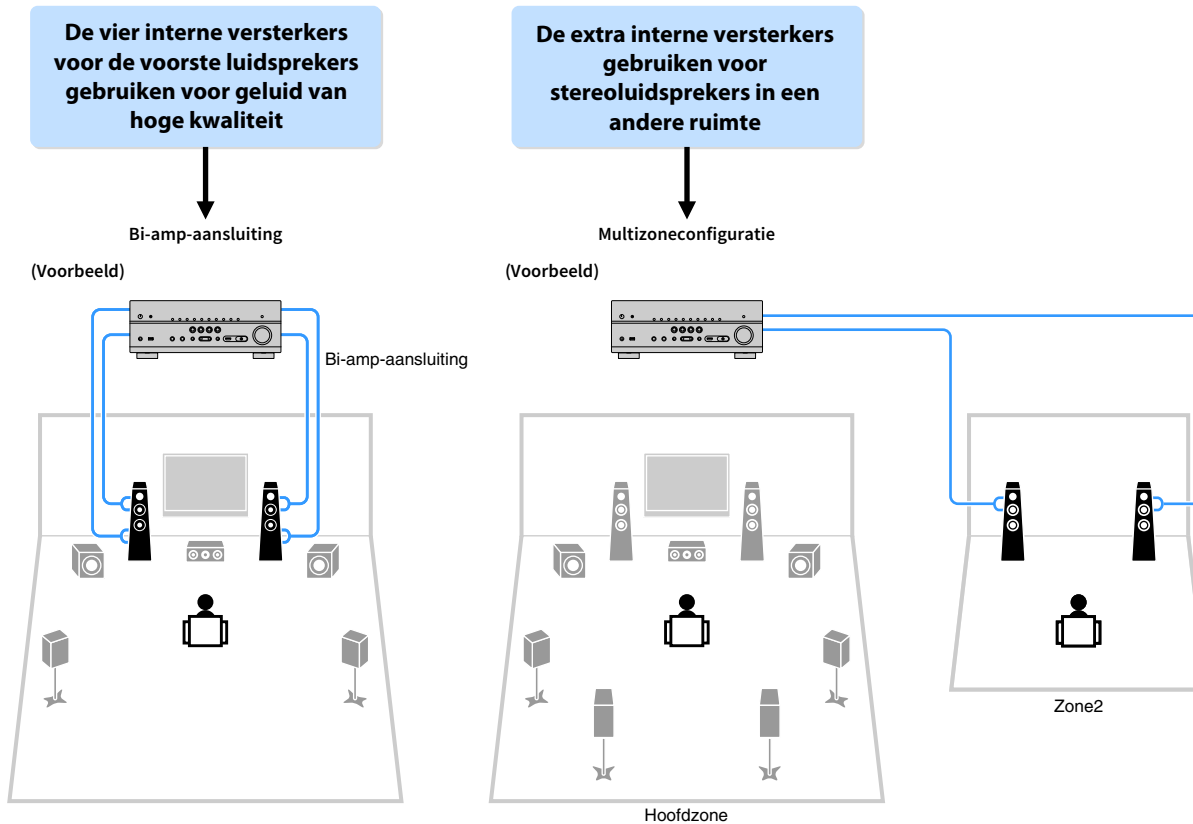 De vier interne versterkers
voor de voorste luidsprekers
gebruiken voor geluid van
hoge kwaliteit
Bi-amp-aansluiting
(Voorbeeld)
Bi-amp-aansluiting
De extra interne versterkers
gebruiken voor
stereoluidsprekers in een
andere ruimte
Multizoneconfiguratie
(Voorbeeld)
Zone2
Hoofdzone